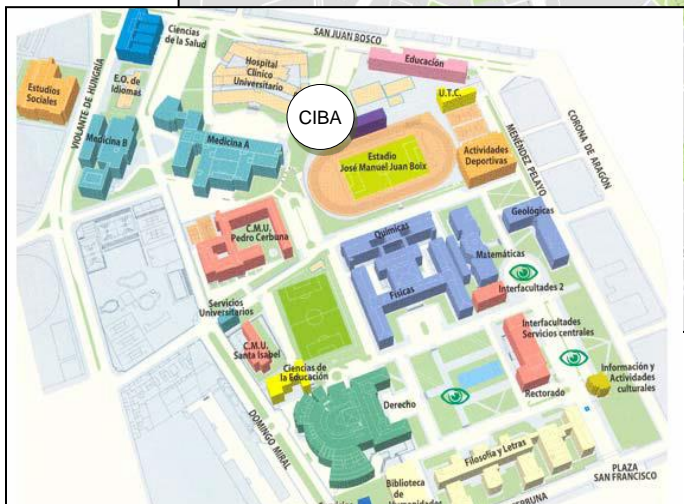 SAN JUAN BOSCO
Ciencias
de la Salud
Hospital
Clínico
Universitario
Educación
E.O. de
Idiomas
Estudios
Sociales
VIOLANTE DE HUNGRÍA
CIBA
U.T.C.
CORONA DE ARAGÓN
MENÉNDEZ PELAYO
Medicina B
Medicina A
Estadio
José Manuel Juan Boix
Actividades
Deportivas
C.M.U.
Pedro Cerbuna
Químicas
Geológicas
Matemáticas
Físicas
Interfacultades 2
Servicios
Universitarios
C.M.U.
Santa Isabel
Interfacultades
Servicios centrales
Ciencias de
la Educación
Información y
Actividades
culturales
Rectorado
Derecho
DOMINGO MIRAL
Filosofía y Letras
PLAZA
SAN FRANCISCO
Biblioteca
de